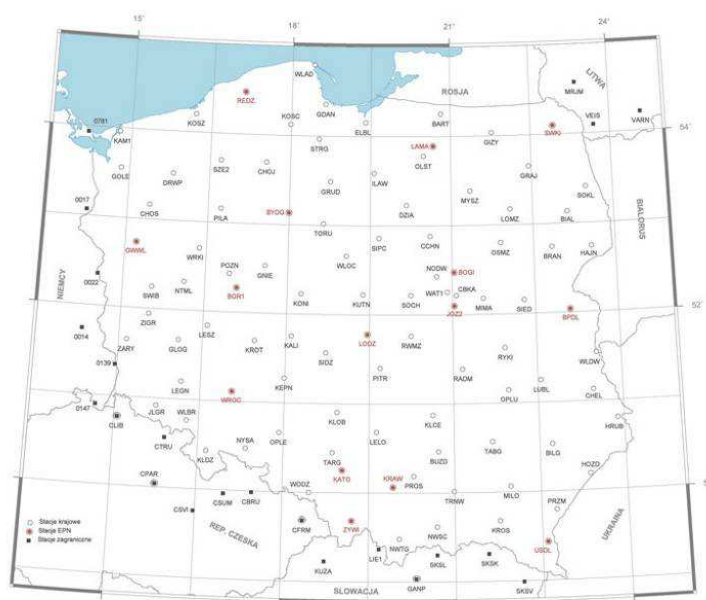 15° 18° 21° 24°
WLAD
LITWA
MRJM
REDZ
ROSJA
0781
KOSZ
KOSC
GDAN
ELBL
BART
VEIS
VARN
KAM1
54°
STRG
LAMA
GIZY
SWKI
GOLE
DRWP
SZE2
CHOJ
OLST
GRAJ
GRUD
ILAW
MYSZ
SOKL
0017
CHOS
PILA
BYDG
DZIA
LOMZ
BIAL
BIALORUS
TORU
GWWL
WRKI
SIPC
CCHN
OSMZ
BRAN
HAJN
POZN
GNIE
WLOC
NODW
BOGI
NIEMCY
0022
SWIB
NTML
BOR1
KONI
KUTN
SOCH
WAT1
CBKA
JOZ2
MIMA
SIED
BPDL
52°
ZIGR
0014
ZARY
LESZ
GLOG
KROT
KALI
LODZ
RWMZ
SIDZ
RYKI
WLDW
0139
PITR
RADM
LEGN
WROC
KEPN
OPLU
LUBL
CHEL
0147
CLIB
JLGR
WLBR
KLOB
KLCE
HRUB
CTRU
KLDZ
NYSA
OPLE
LELO
TABG
BILG
CPAR
TARG
BUZD
HOZD
KATO
KRAW
PROS
WODZ
CSUM
CBRU
TRNW
MILO
PRZM
CSVI
REP. CZESKA
CFRM
ZYWI
NWSC
KROS
UKRAINA
Stacje krajowe
Stacje EPN
Stacje zagraniczne
NWTG
USDL
LIE1
KUZA
SKSL
SKSK
SLOWACJA
GANP
SKSV